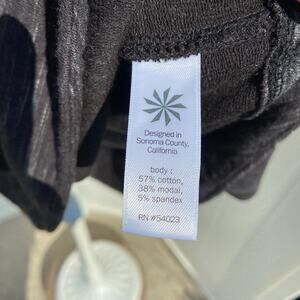 Designed in
Sonoma County,
California
body :
57% cotton,
38% modal,
5% spandex
RN #54023